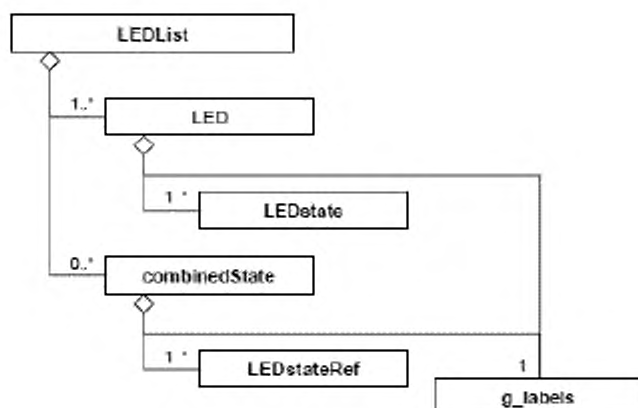 LEDList
1..*
LED
1 *
LEDstate
0..*
combinedState
1 *
LEDstateRef
1
g_labels